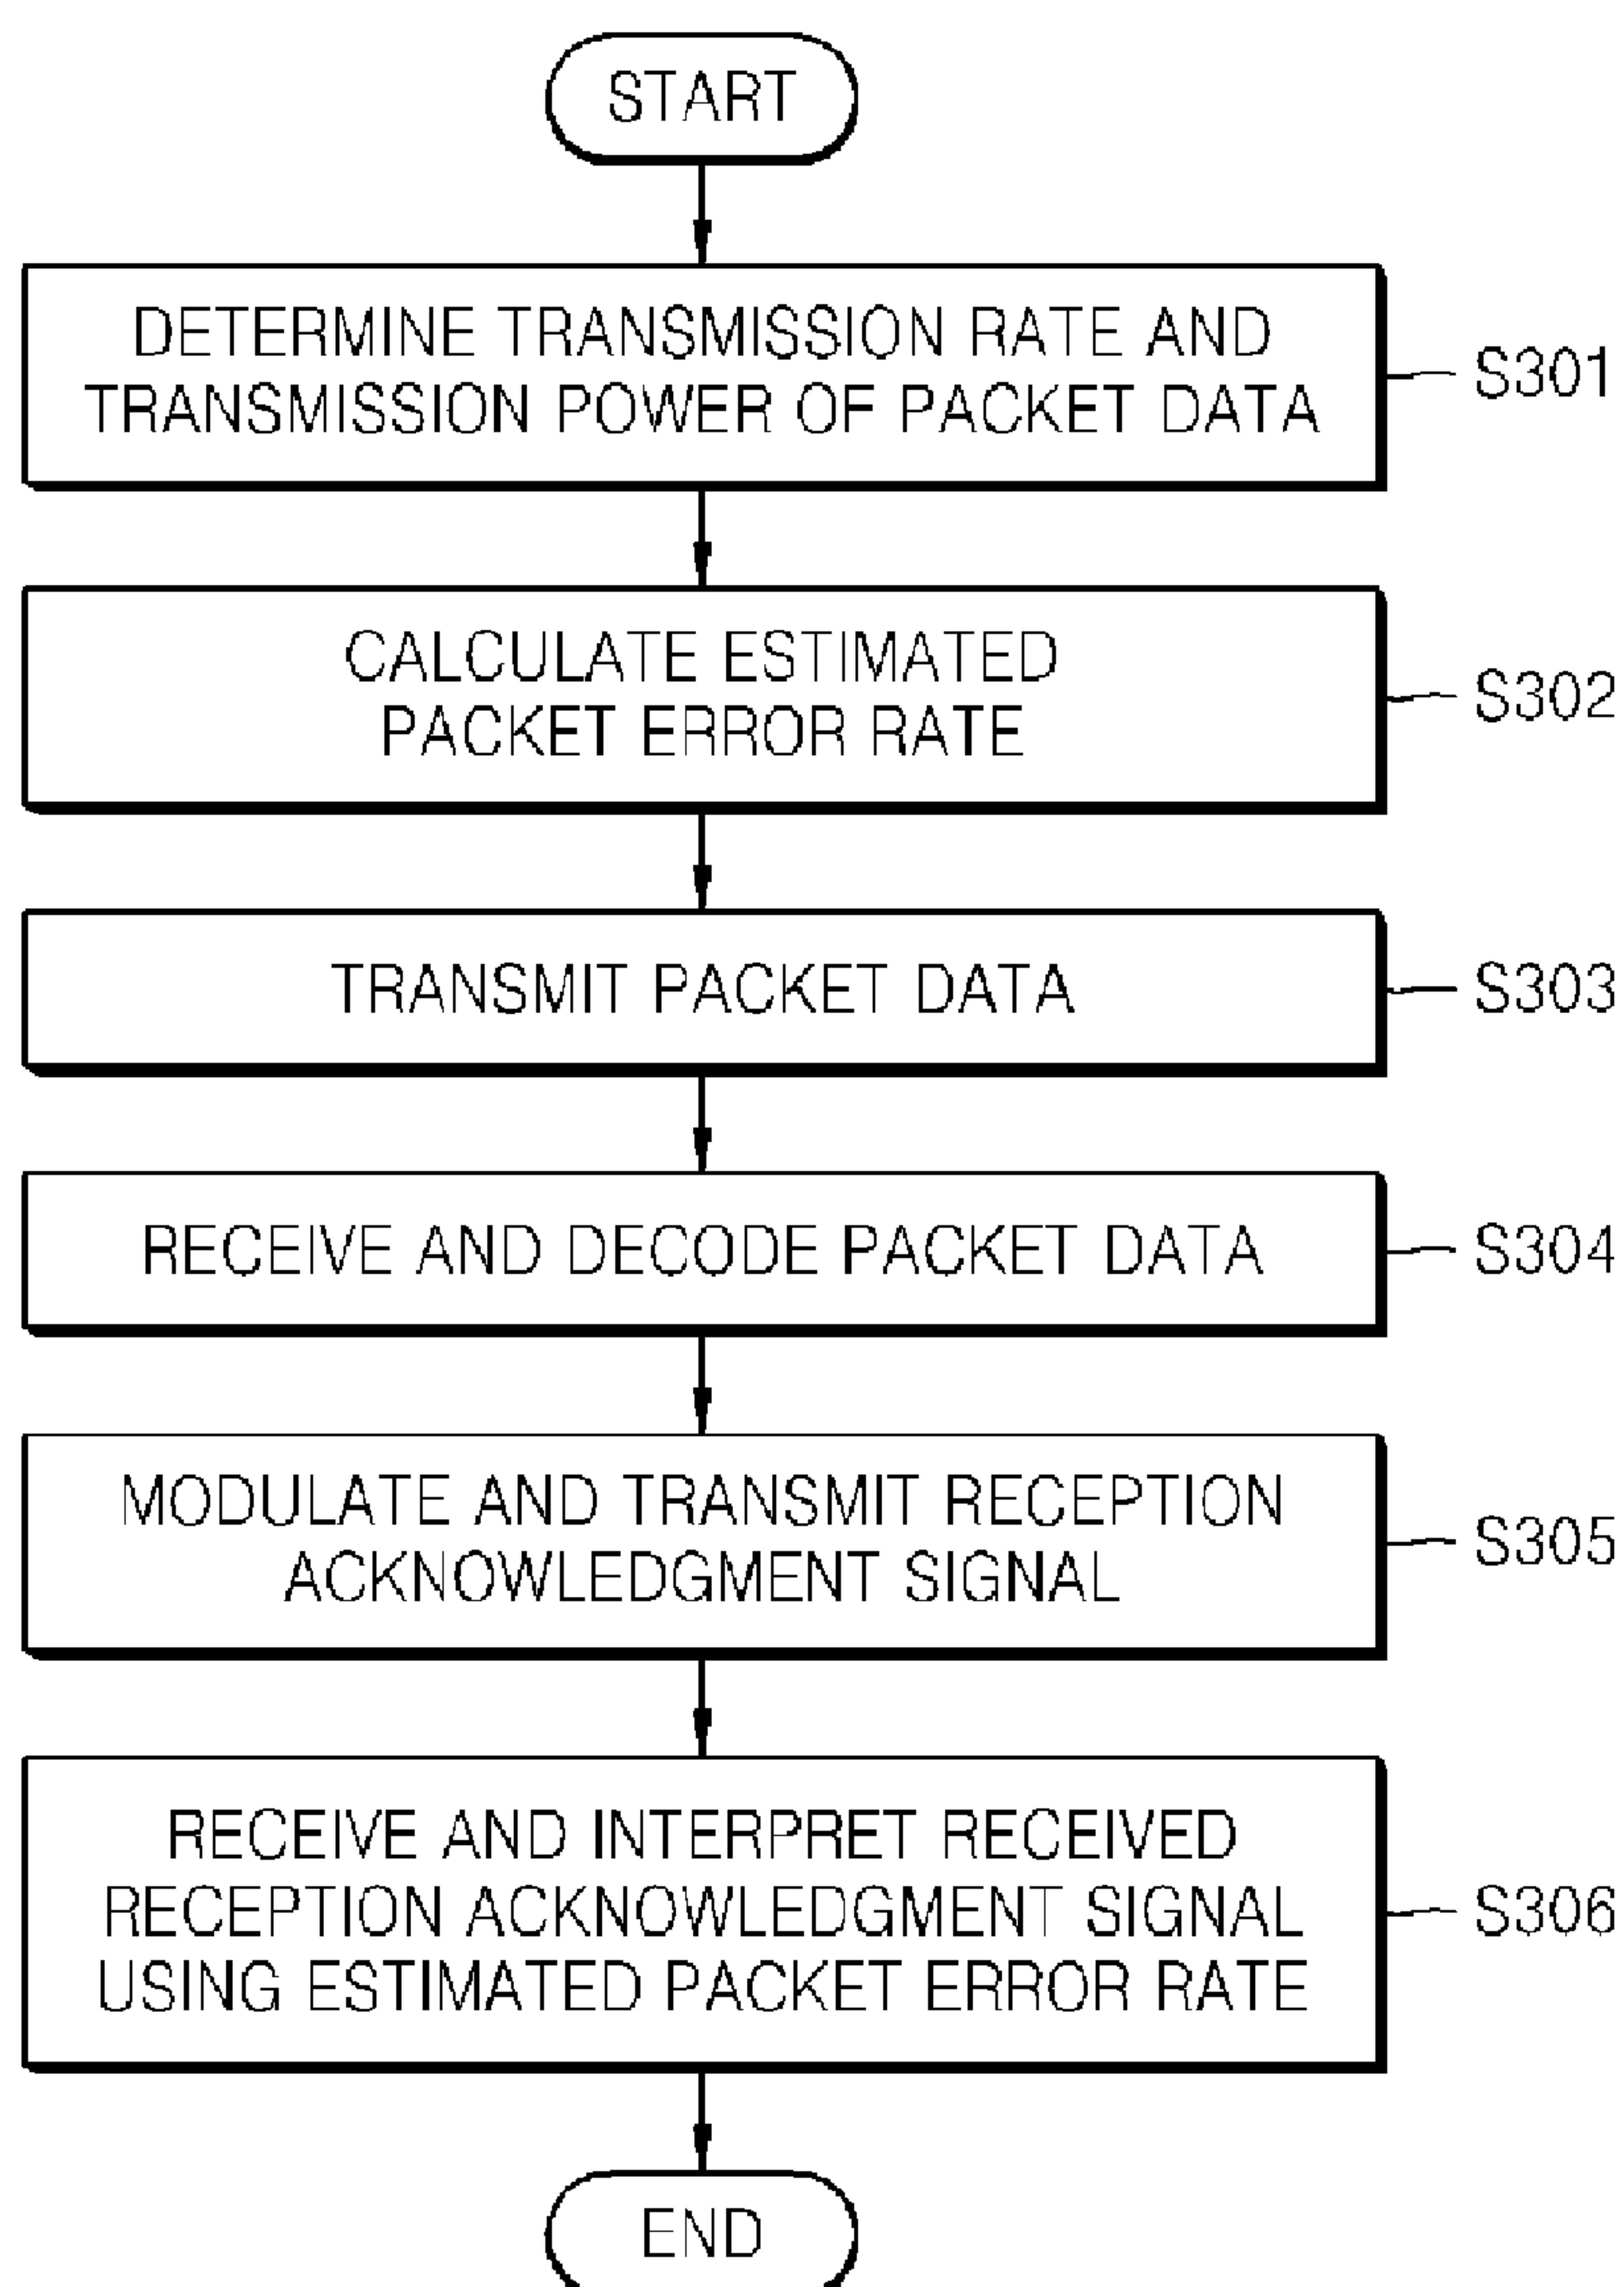 START
DETERMINE TRANSMISSION RATE AND
TRANSMISSION POWER OF PACKET DATA
S301
CALCULATE ESTIMATED
PACKET ERROR RATE
S302
TRANSMIT PACKET DATA
S303
RECEIVE AND DECODE PACKET DATA
S304
MODULATE AND TRANSMIT RECEPTION
ACKNOWLEDGMENT SIGNAL
S305
RECEIVE AND INTERPRET RECEIVED
RECEPTION ACKNOWLEDGMENT SIGNAL
USING ESTIMATED PACKET ERROR RATE
S306
END